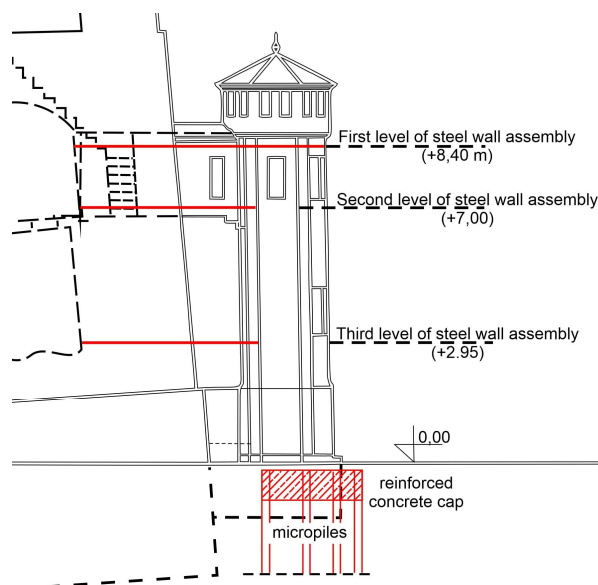 First level of steel wall assembly
(+8,40 m)
Second level of steel wall assembly
(+7,00)
Third level of steel wall assembly
(+2.95)
0,00
reinforced
concrete cap
micropiles